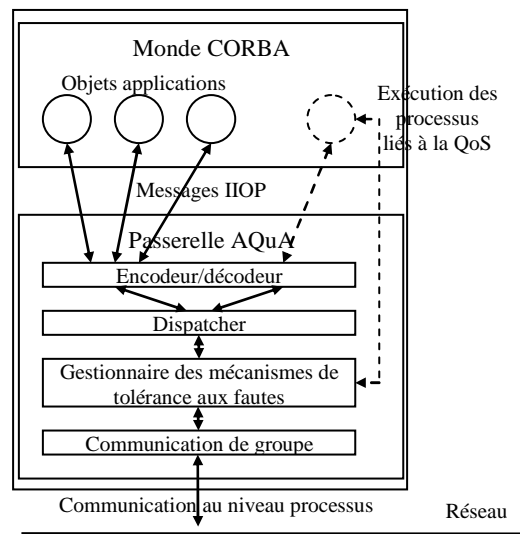 Monde CORBA
Objets applications
Exécution des
processus
liés à la QoS
Messages IIOP
Passerelle AQuA
Encodeur/décodeur
Dispatcher
Gestionnaire des mécanismes de
tolérance aux fautes
Communication de groupe
Communication au niveau processus
Réseau